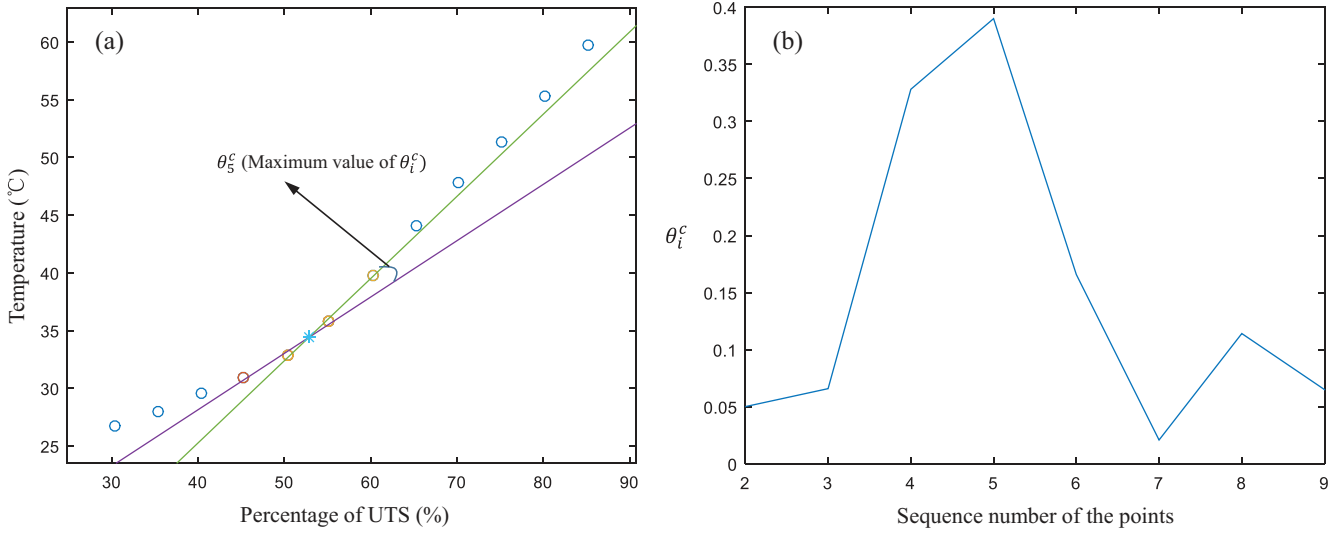 (a)
60
55
50
45
40
35
30
25
Temperature (℃)
θ₅ᶜ (Maximum value of θᵢᶜ)
30 40 50 60 70 80 90
Percentage of UTS (%)
(b)
0.4
0.35
0.3
0.25
0.2
0.15
0.1
0.05
0
θᵢᶜ
2 3 4 5 6 7 8 9
Sequence number of the points